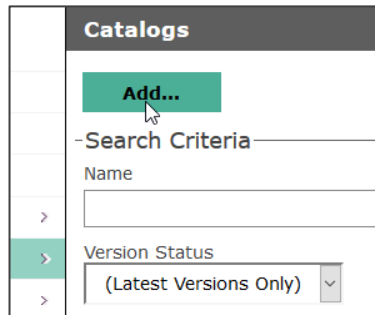 Catalogs
Add...
Search Criteria
Name
Version Status
(Latest Versions Only)